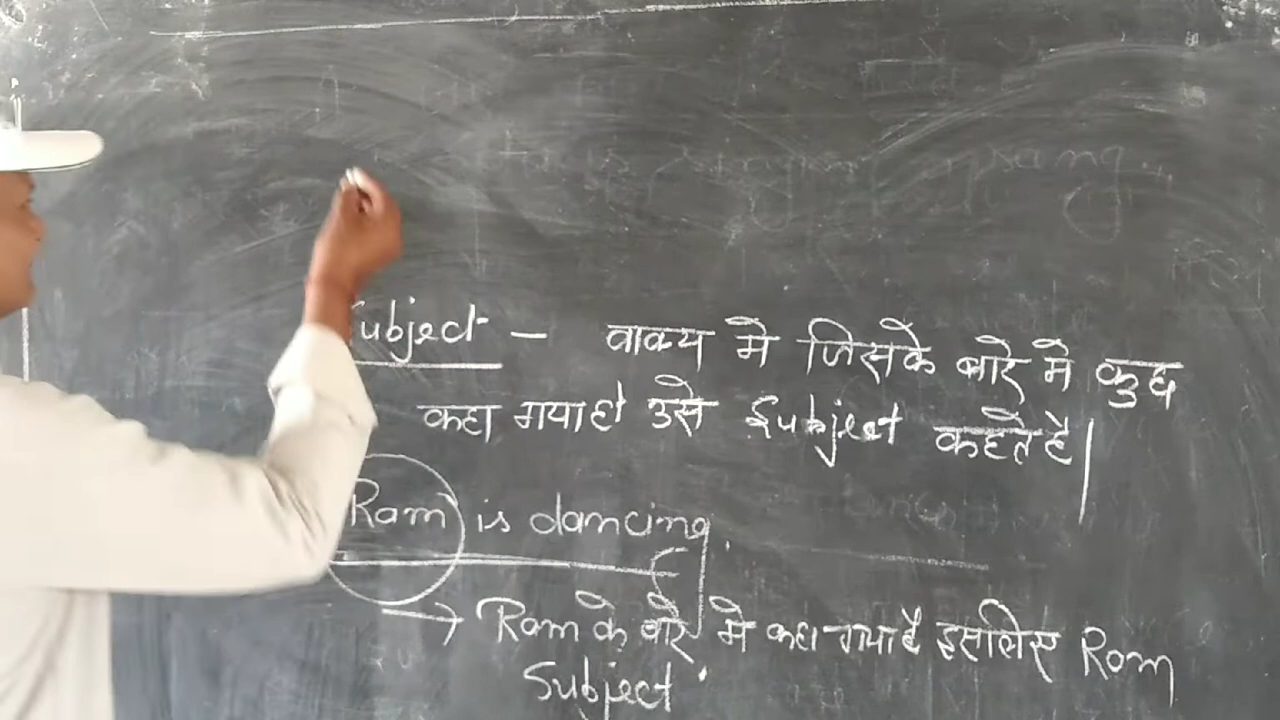 Subject - वाक्य मे जिसके बारे मे कुछ
कहा गया हो उसे Subject कहते है|
Ram is dancing.
→ Ram के बारे मे कहा गया है इसलिए Ram
Subject